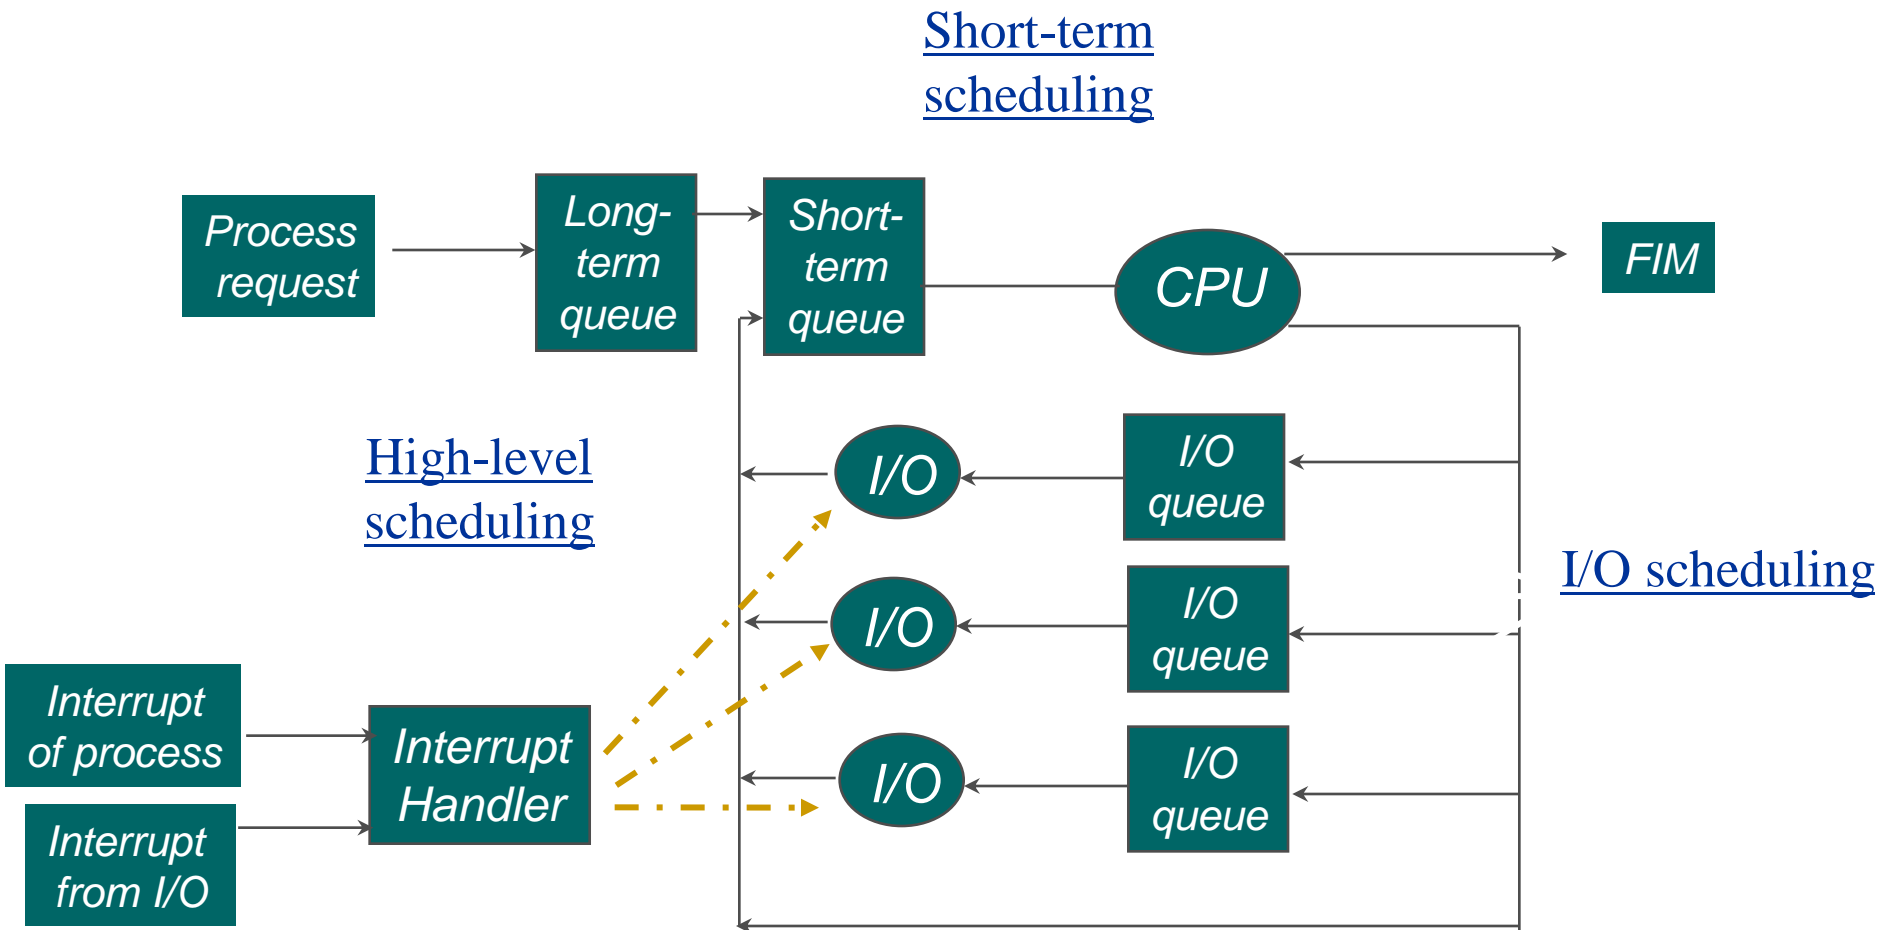 Short-term
scheduling
Process
request
Long-
term
queue
Short-
term
queue
CPU
FIM
High-level
scheduling
I/O
I/O
queue
I/O scheduling
I/O
I/O
queue
Interrupt
of process
Interrupt
Handler
I/O
I/O
queue
Interrupt
from I/O